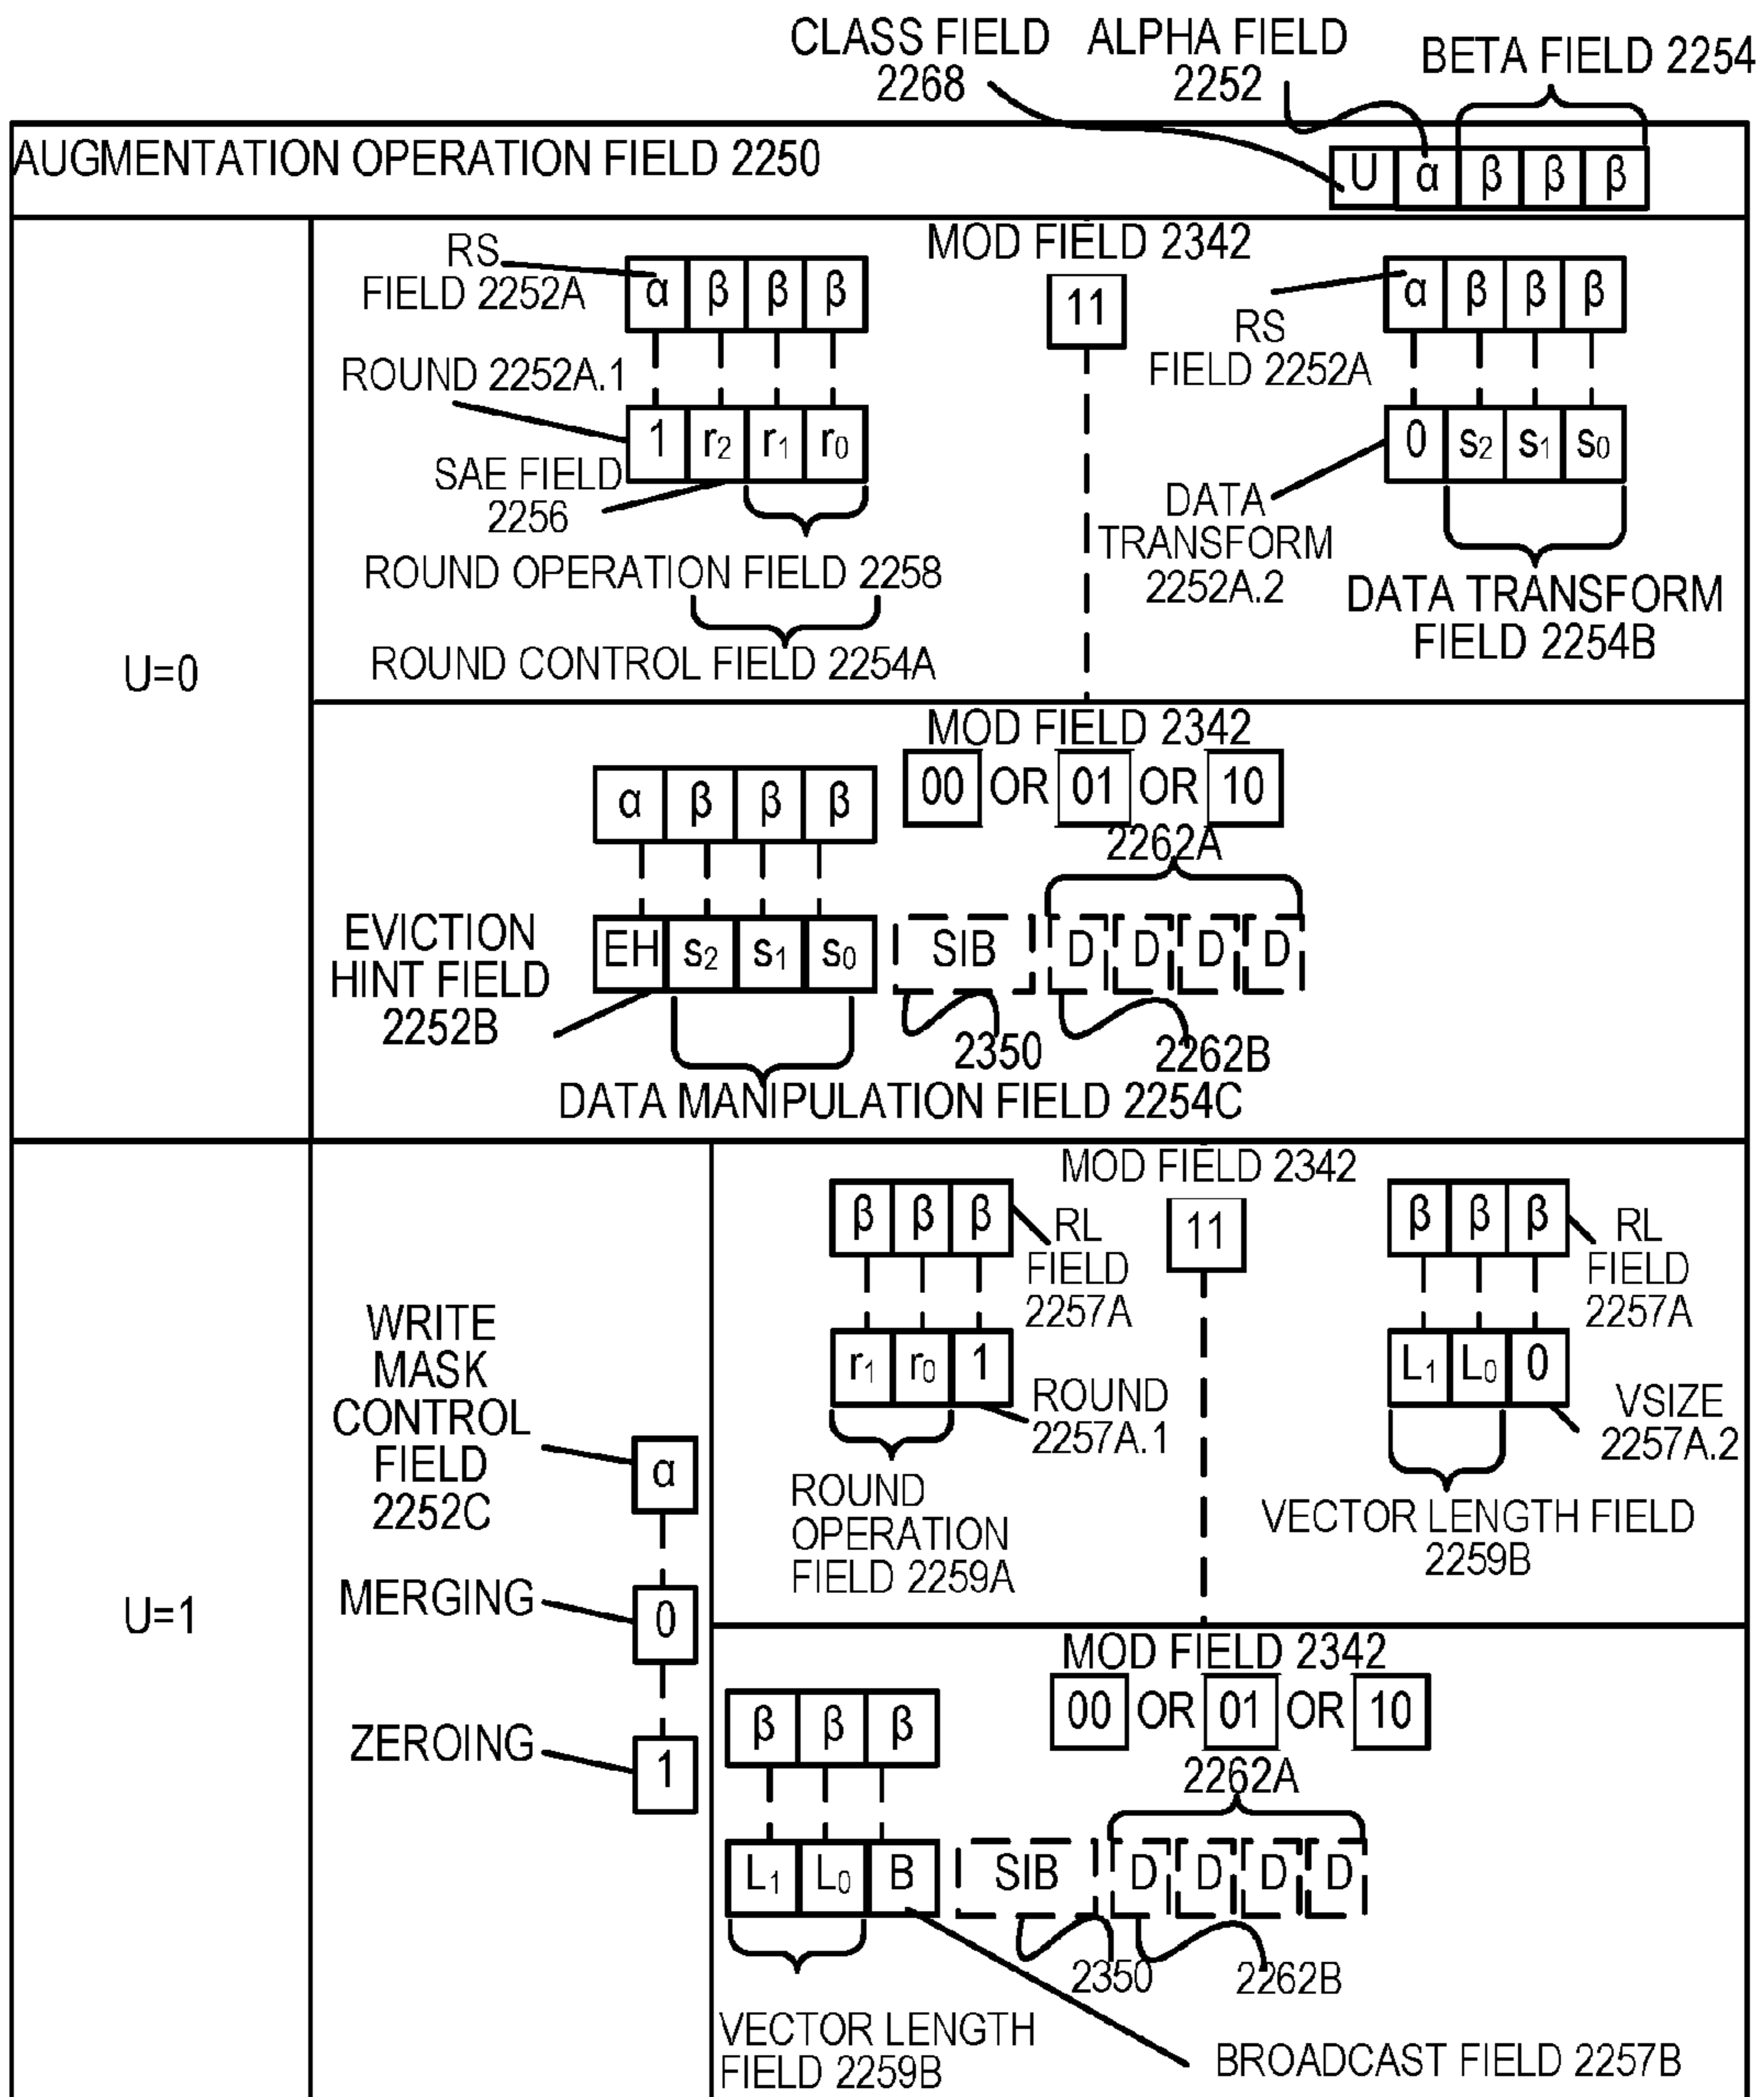 CLASS FIELD
2268
ALPHA FIELD
2252
BETA FIELD 2254
AUGMENTATION OPERATION FIELD 2250
U α β β β
U=0
MOD FIELD 2342
11
RS
FIELD 2252A
α β β β
ROUND 2252A.1
1 r2 r1 r0
SAE FIELD
2256
ROUND OPERATION FIELD 2258
ROUND CONTROL FIELD 2254A
α β β β
RS
FIELD 2252A
0 s2 s1 s0
DATA
TRANSFORM
2252A.2
DATA TRANSFORM
FIELD 2254B
MOD FIELD 2342
00 OR 01 OR 10
α β β β
2262A
EVICTION
HINT FIELD
2252B
EH s2 s1 s0 SIB D D D D
2350
2262B
DATA MANIPULATION FIELD 2254C
U=1
WRITE
MASK
CONTROL
FIELD
2252C
α
MERGING
0
ZEROING
1
MOD FIELD 2342
11
β β β
RL
FIELD
2257A
r1 r0 1
ROUND
2257A.1
ROUND
OPERATION
FIELD 2259A
β β β
RL
FIELD
2257A
L1 L0 0
VSIZE
2257A.2
VECTOR LENGTH FIELD
2259B
MOD FIELD 2342
00 OR 01 OR 10
β β β
2262A
L1 L0 B SIB D D D D
2350
2262B
VECTOR LENGTH
FIELD 2259B
BROADCAST FIELD 2257B